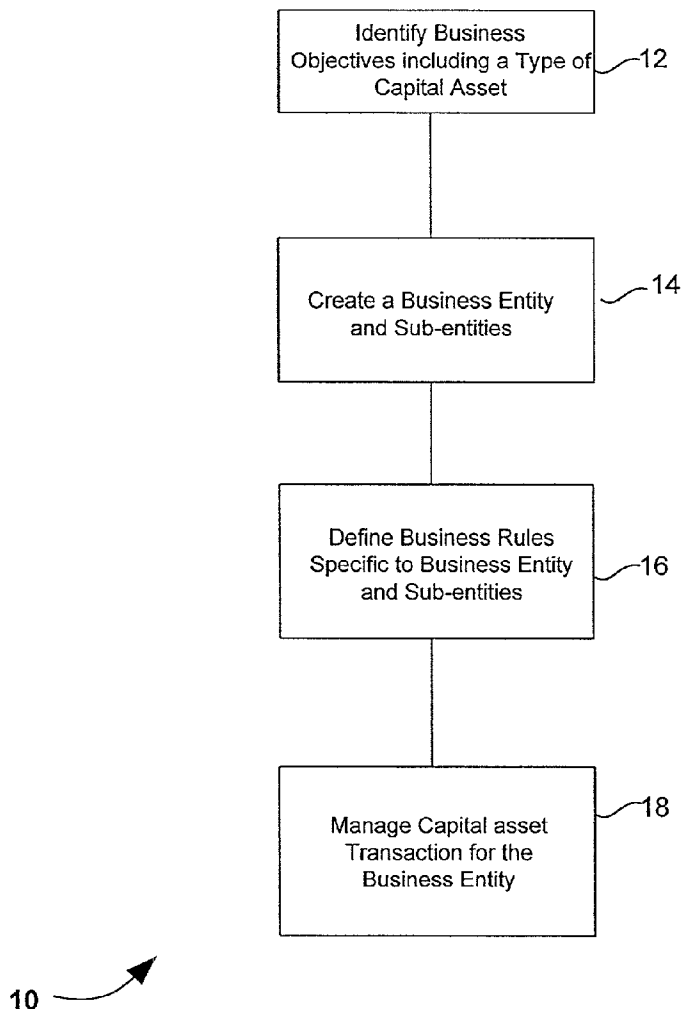 Identify Business
Objectives including a Type of
Capital Asset
12
Create a Business Entity
and Sub-entities
14
Define Business Rules
Specific to Business Entity
and Sub-entities
16
Manage Capital asset
Transaction for the
Business Entity
18
10